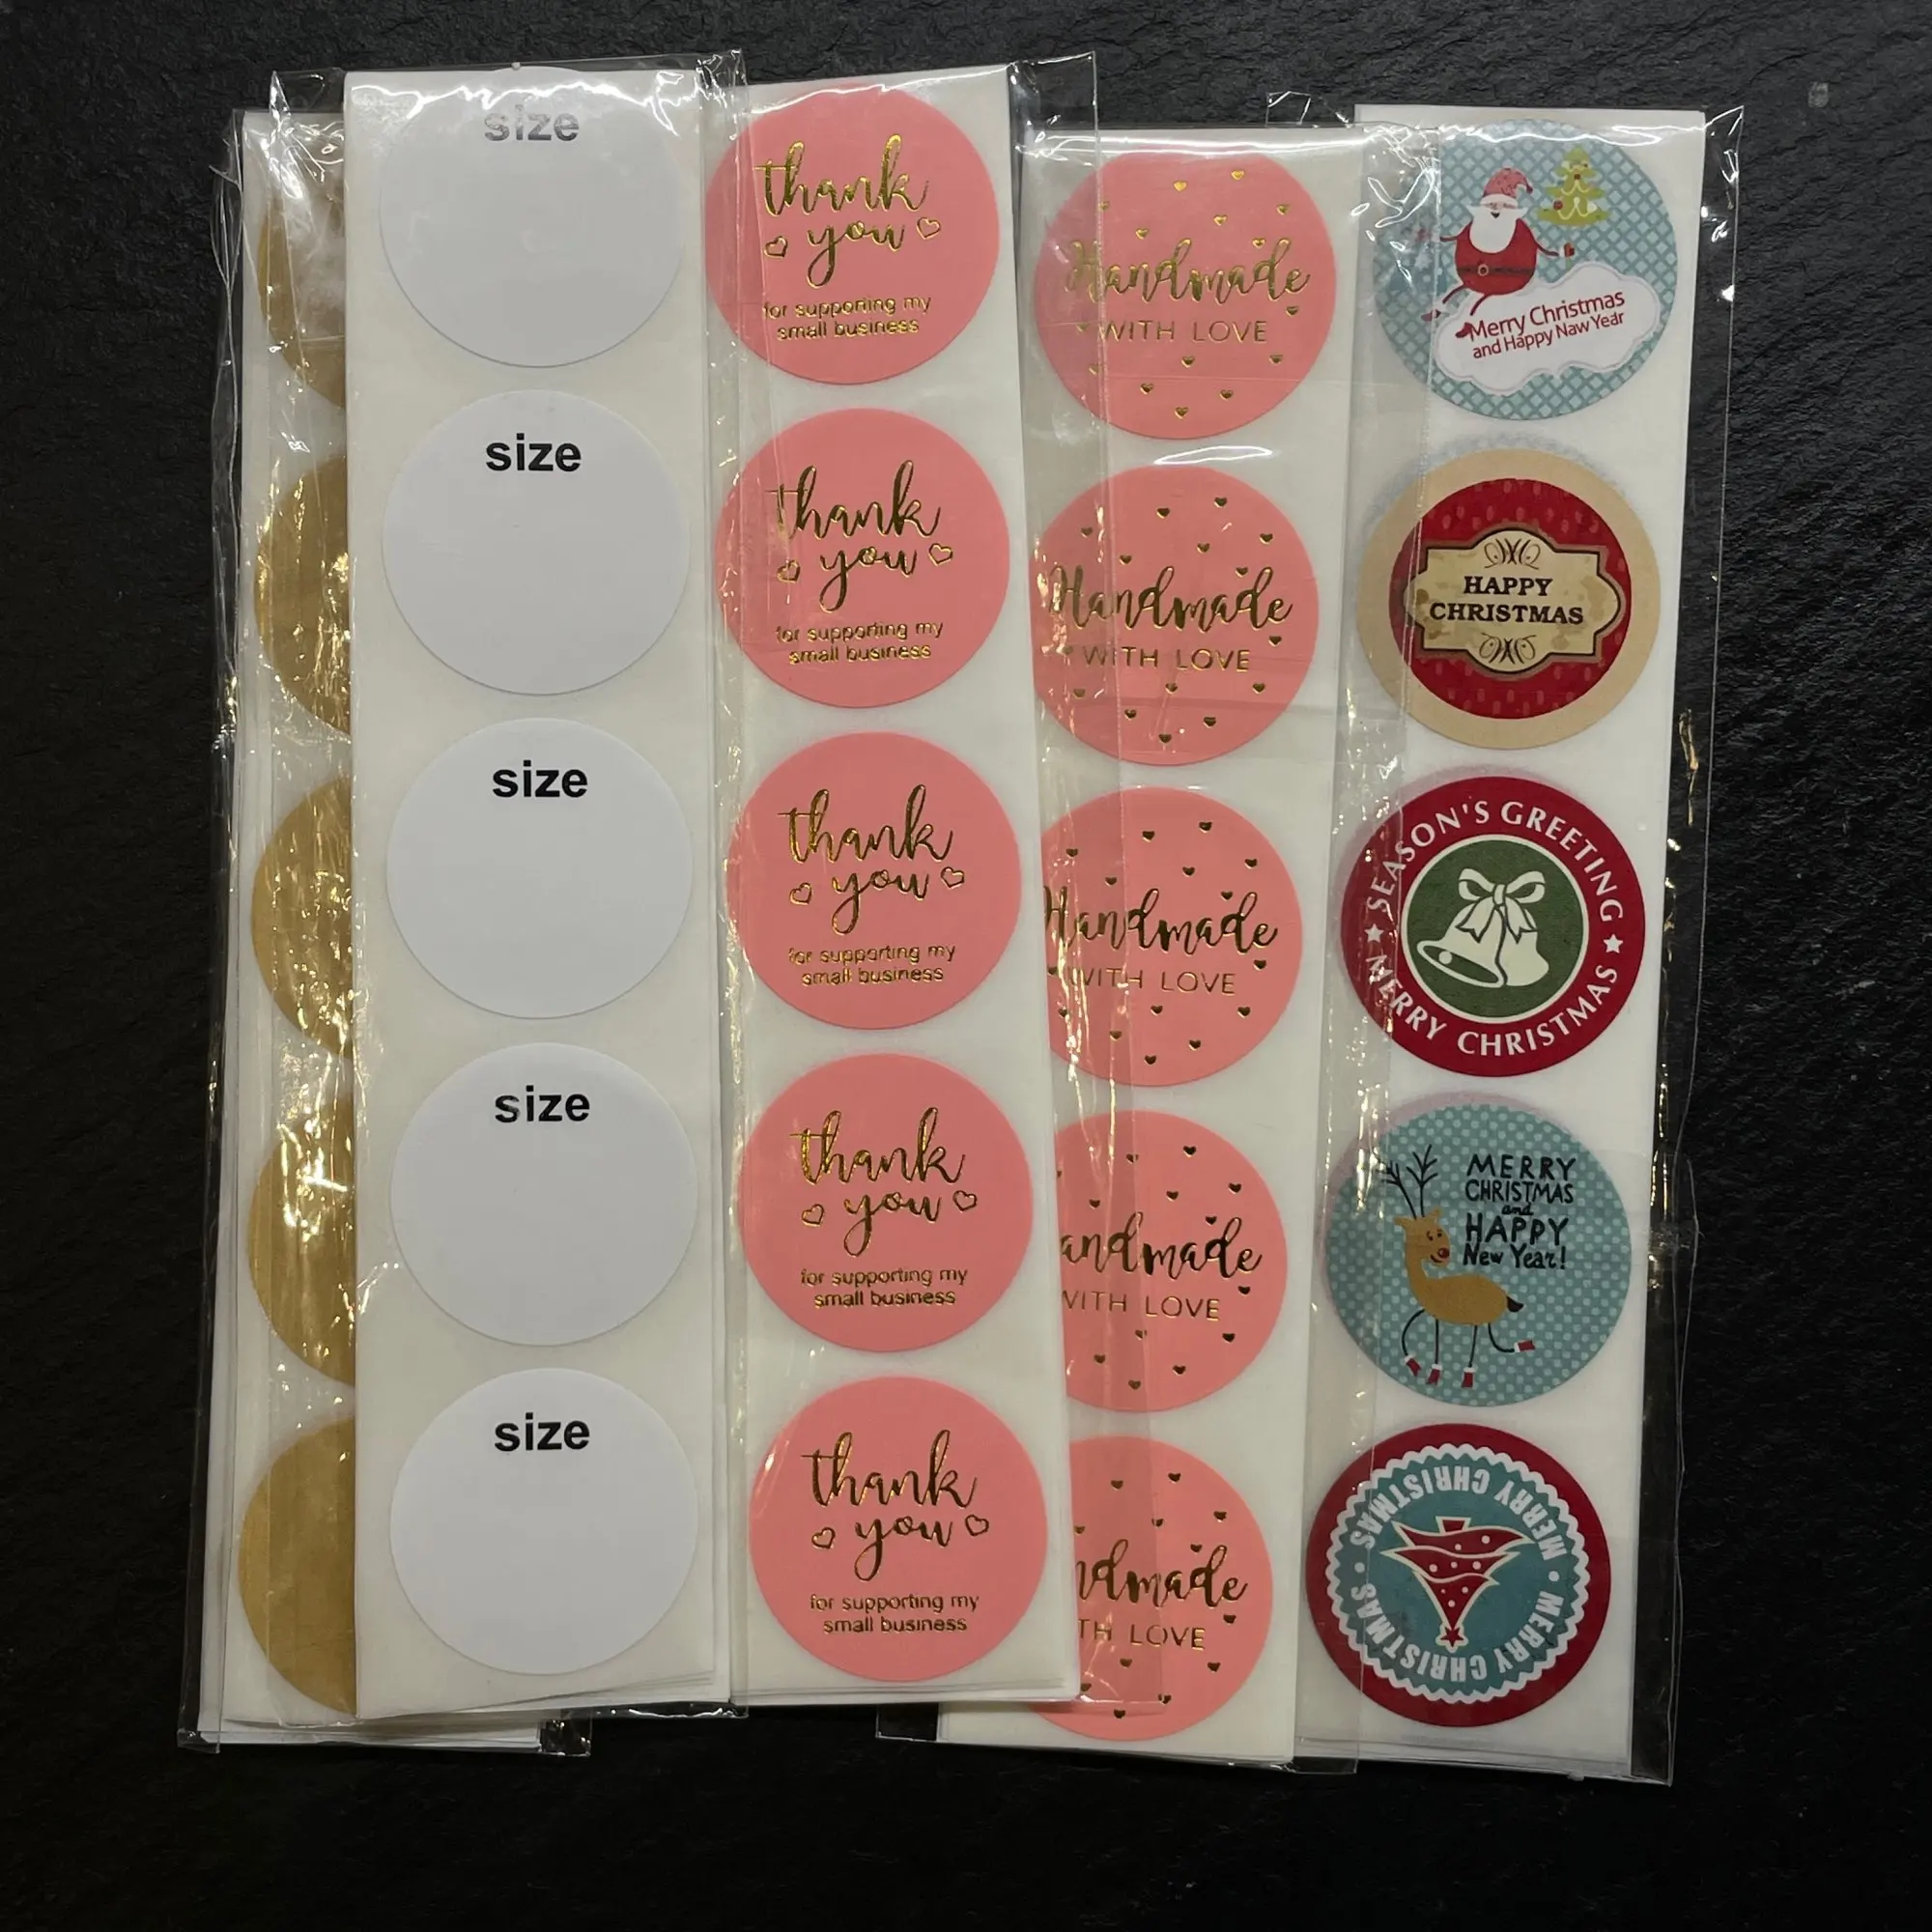 size
size
size
size
size
thank
you
for supporting my
small business
thank
you
for supporting my
small business
thank
you
for supporting my
small business
thank
you
for supporting my
small business
thank
you
for supporting my
small business
Handmade
WITH LOVE
Handmade
WITH LOVE
Handmade
WITH LOVE
andmade
WITH LOVE
ndmade
TH LOVE
Merry Christmas
and Happy Naw Year
HAPPY
CHRISTMAS
SEASON'S GREETING
MERRY CHRISTMAS
MERRY
CHRISTMAS
and
HAPPY
New Year!
MERRY CHRISTMAS
MERRY CHRISTMAS